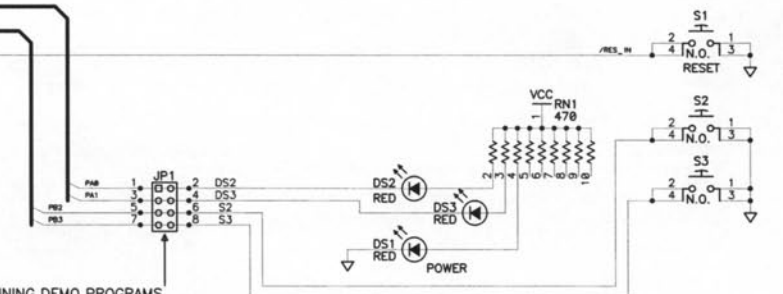 S1
/RES_IN
2 1
4 N.O. 3
RESET
VCC
RN1
1 470
S2
2 1
4 N.O. 3
S3
2 1
4 N.O. 3
2 3 4 5 6 7 8 9 10
JP1
PA0 1 2 DS2
PA1 3 4 DS3
PB2 5 6 S2
PB3 7 8 S3
DS2
RED
DS3
RED
DS1
RED
POWER
NING DEMO PROGRAMS